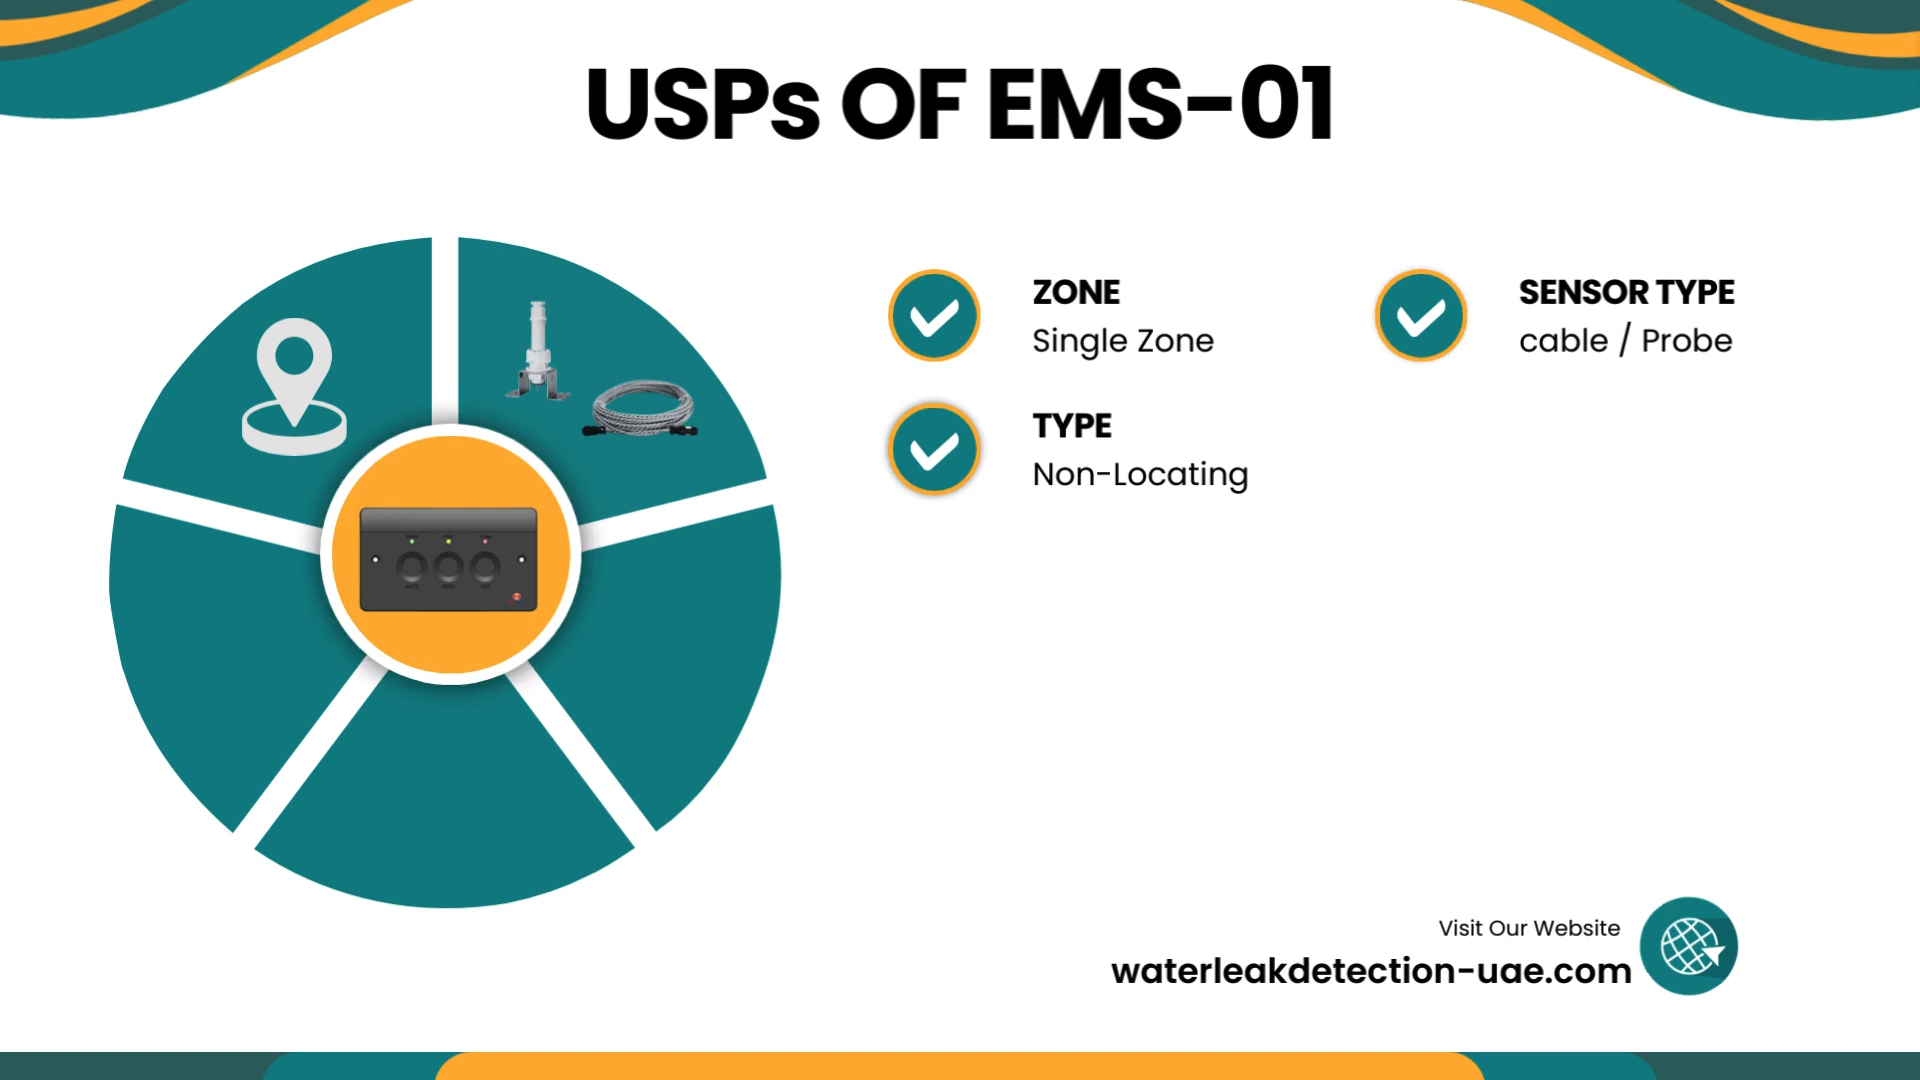 USPs OF EMS-01
ZONE
Single Zone
SENSOR TYPE
cable / Probe
TYPE
Non-Locating
Visit Our Website
waterleakdetection-uae.com